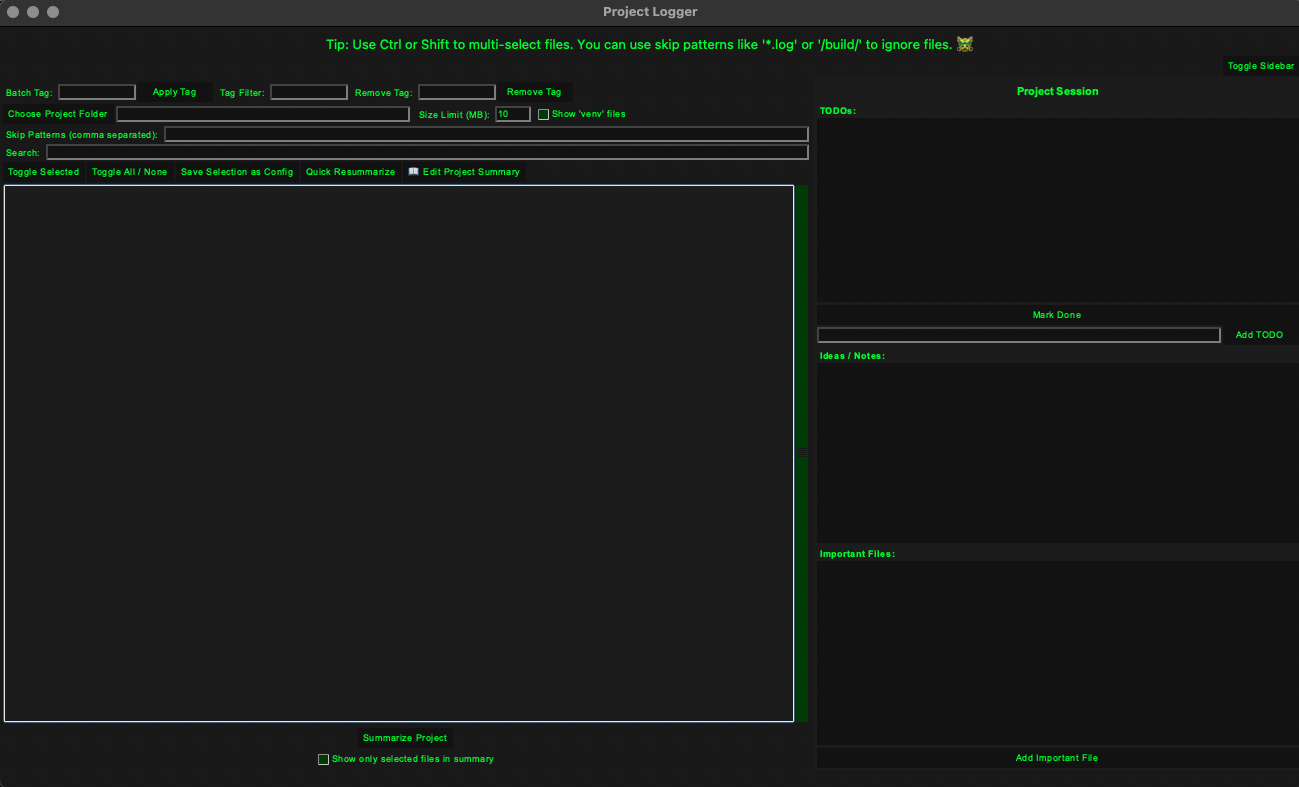 Project Logger
Tip: Use Ctrl or Shift to multi-select files. You can use skip patterns like '*.log' or '/build/' to ignore files.
Toggle Sidebar
Batch Tag: Apply Tag Tag Filter: Remove Tag: Remove Tag
Choose Project Folder Size Limit (MB): 10 Show 'venv' files
Skip Patterns (comma separated):
Search:
Toggle Selected Toggle All / None Save Selection as Config Quick Resummarize 📖 Edit Project Summary
Summarize Project
Show only selected files in summary
Project Session
TODOs:
Mark Done
Add TODO
Ideas / Notes:
Important Files:
Add Important File